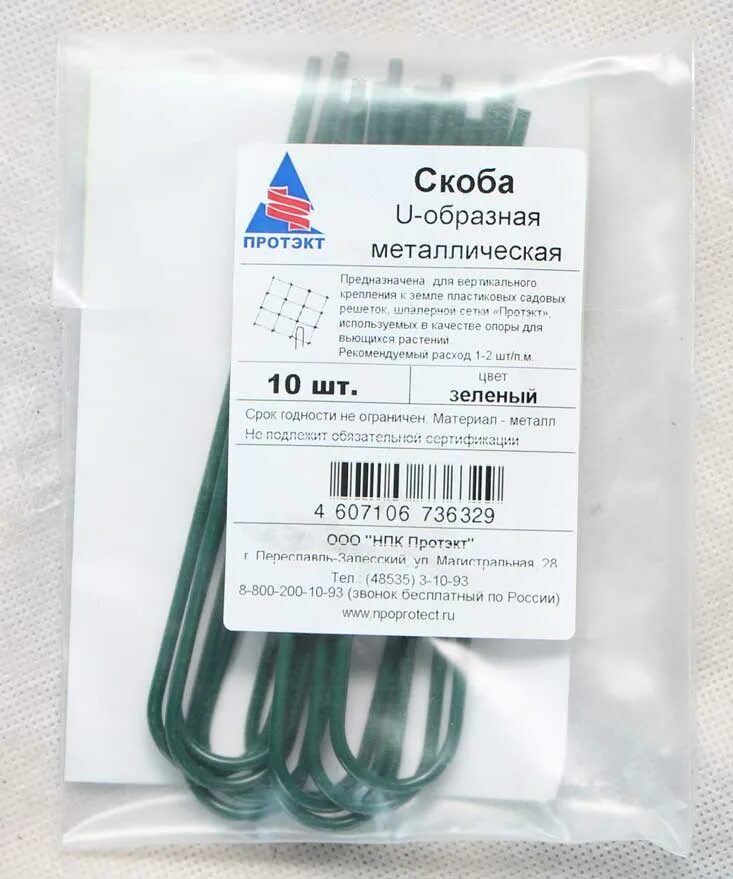 ПРОТЭКТ
Скоба
U-образная
металлическая
Предназначена для вертикального
крепления к земле пластиковых садовых
решеток, шпалерной сетки «Протэкт»,
используемых в качестве опоры для
вьющихся растений.
Рекомендуемый расход 1-2 шт/п.м.
10 шт.
цвет
зеленый
Срок годности не ограничен. Материал - металл
Не подлежит обязательной сертификации
4 607106 736329
ООО "НПК Протэкт"
г. Переславль-Залесский, ул. Магистральная, 28
Тел.: (48535) 3-10-93
8-800-200-10-93 (звонок бесплатный по России)
www.npoprotect.ru